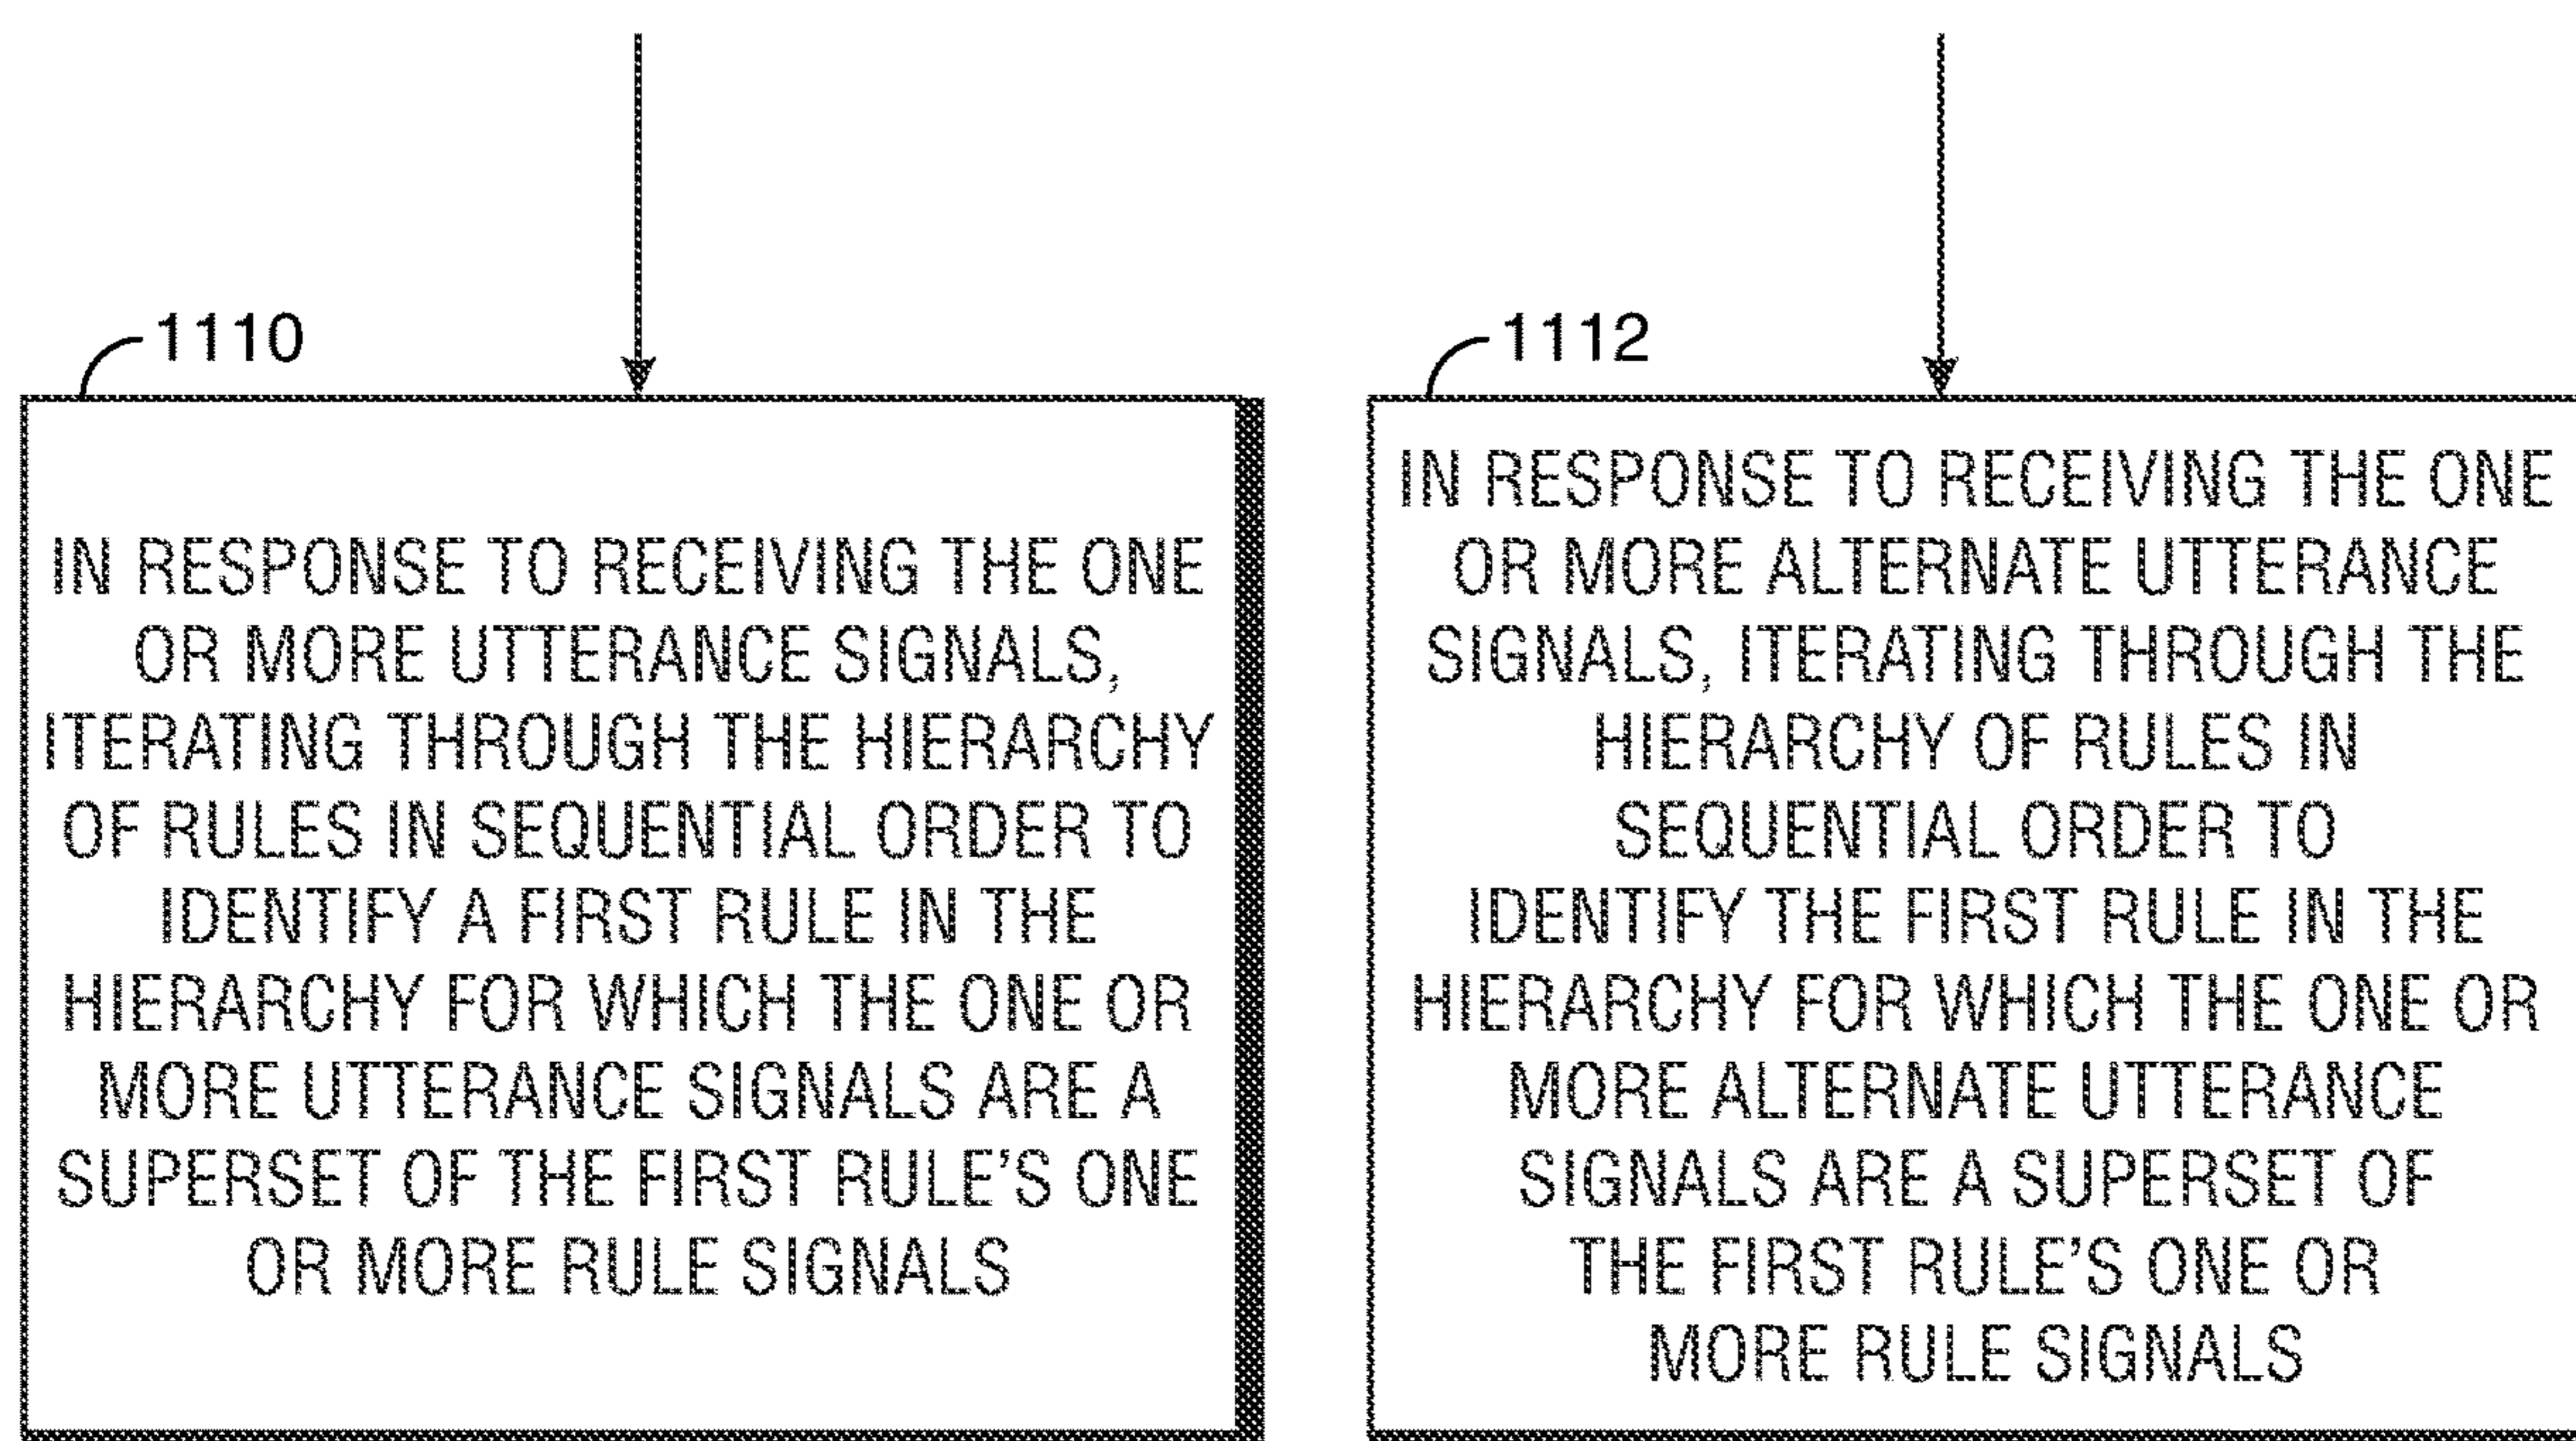 1110
IN RESPONSE TO RECEIVING THE ONE
OR MORE UTTERANCE SIGNALS,
ITERATING THROUGH THE HIERARCHY
OF RULES IN SEQUENTIAL ORDER TO
IDENTIFY A FIRST RULE IN THE
HIERARCHY FOR WHICH THE ONE OR
MORE UTTERANCE SIGNALS ARE A
SUPERSET OF THE FIRST RULE'S ONE
OR MORE RULE SIGNALS
1112
IN RESPONSE TO RECEIVING THE ONE
OR MORE ALTERNATE UTTERANCE
SIGNALS, ITERATING THROUGH THE
HIERARCHY OF RULES IN
SEQUENTIAL ORDER TO
IDENTIFY THE FIRST RULE IN THE
HIERARCHY FOR WHICH THE ONE OR
MORE ALTERNATE UTTERANCE
SIGNALS ARE A SUPERSET OF
THE FIRST RULE'S ONE OR
MORE RULE SIGNALS